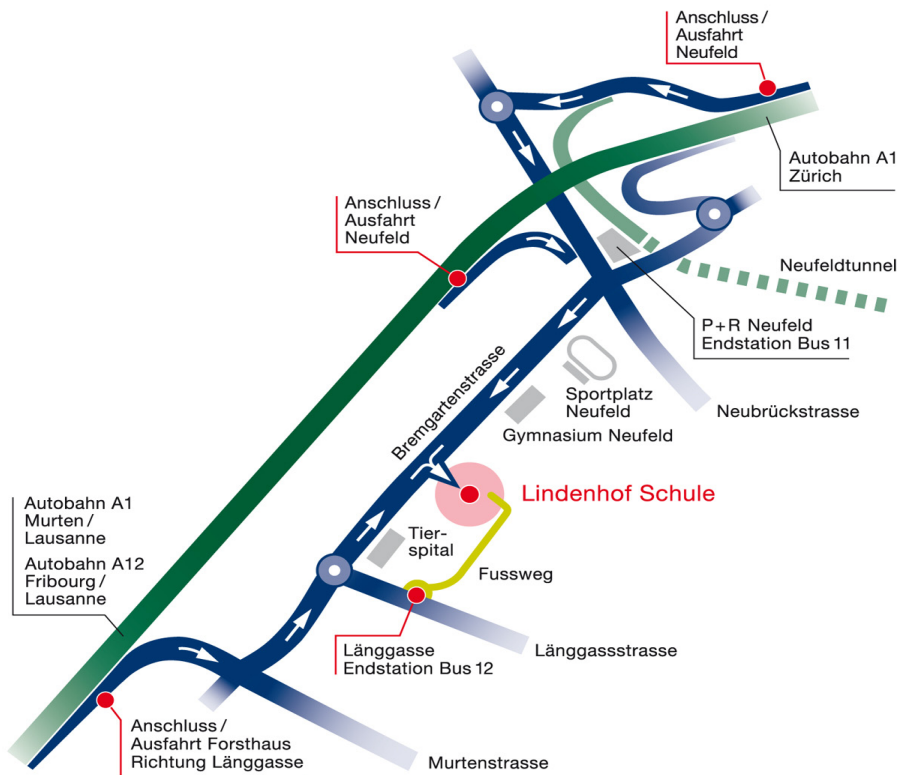 Anschluss /
Ausfahrt
Neufeld
Autobahn A1
Zürich
Anschluss /
Ausfahrt
Neufeld
Neufeldtunnel
P+R Neufeld
Endstation Bus 11
Sportplatz
Neufeld
Neubrückstrasse
Bremgartenstrasse
Gymnasium Neufeld
Lindenhof Schule
Autobahn A1
Murten /
Lausanne
Autobahn A12
Fribourg /
Lausanne
Tier-
spital
Fussweg
Länggasse
Endstation Bus 12
Länggassstrasse
Anschluss /
Ausfahrt Forsthaus
Richtung Länggasse
Murtenstrasse